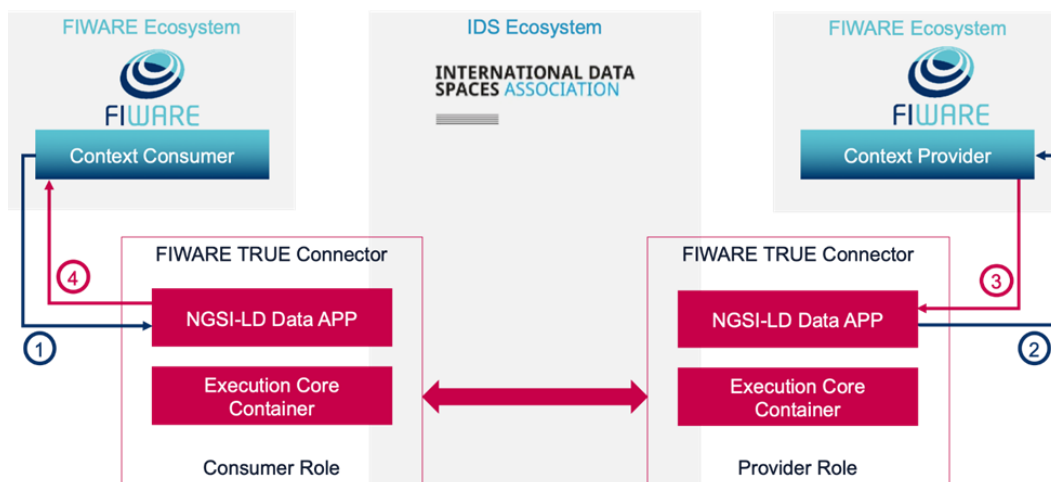 FIWARE Ecosystem
IDS Ecosystem
FIWARE Ecosystem
FIWARE
INTERNATIONAL DATA
SPACES ASSOCIATION
FIWARE
Context Consumer
Context Provider
FIWARE TRUE Connector
FIWARE TRUE Connector
4
3
NGSI-LD Data APP
NGSI-LD Data APP
1
2
Execution Core
Container
Execution Core
Container
Consumer Role
Provider Role